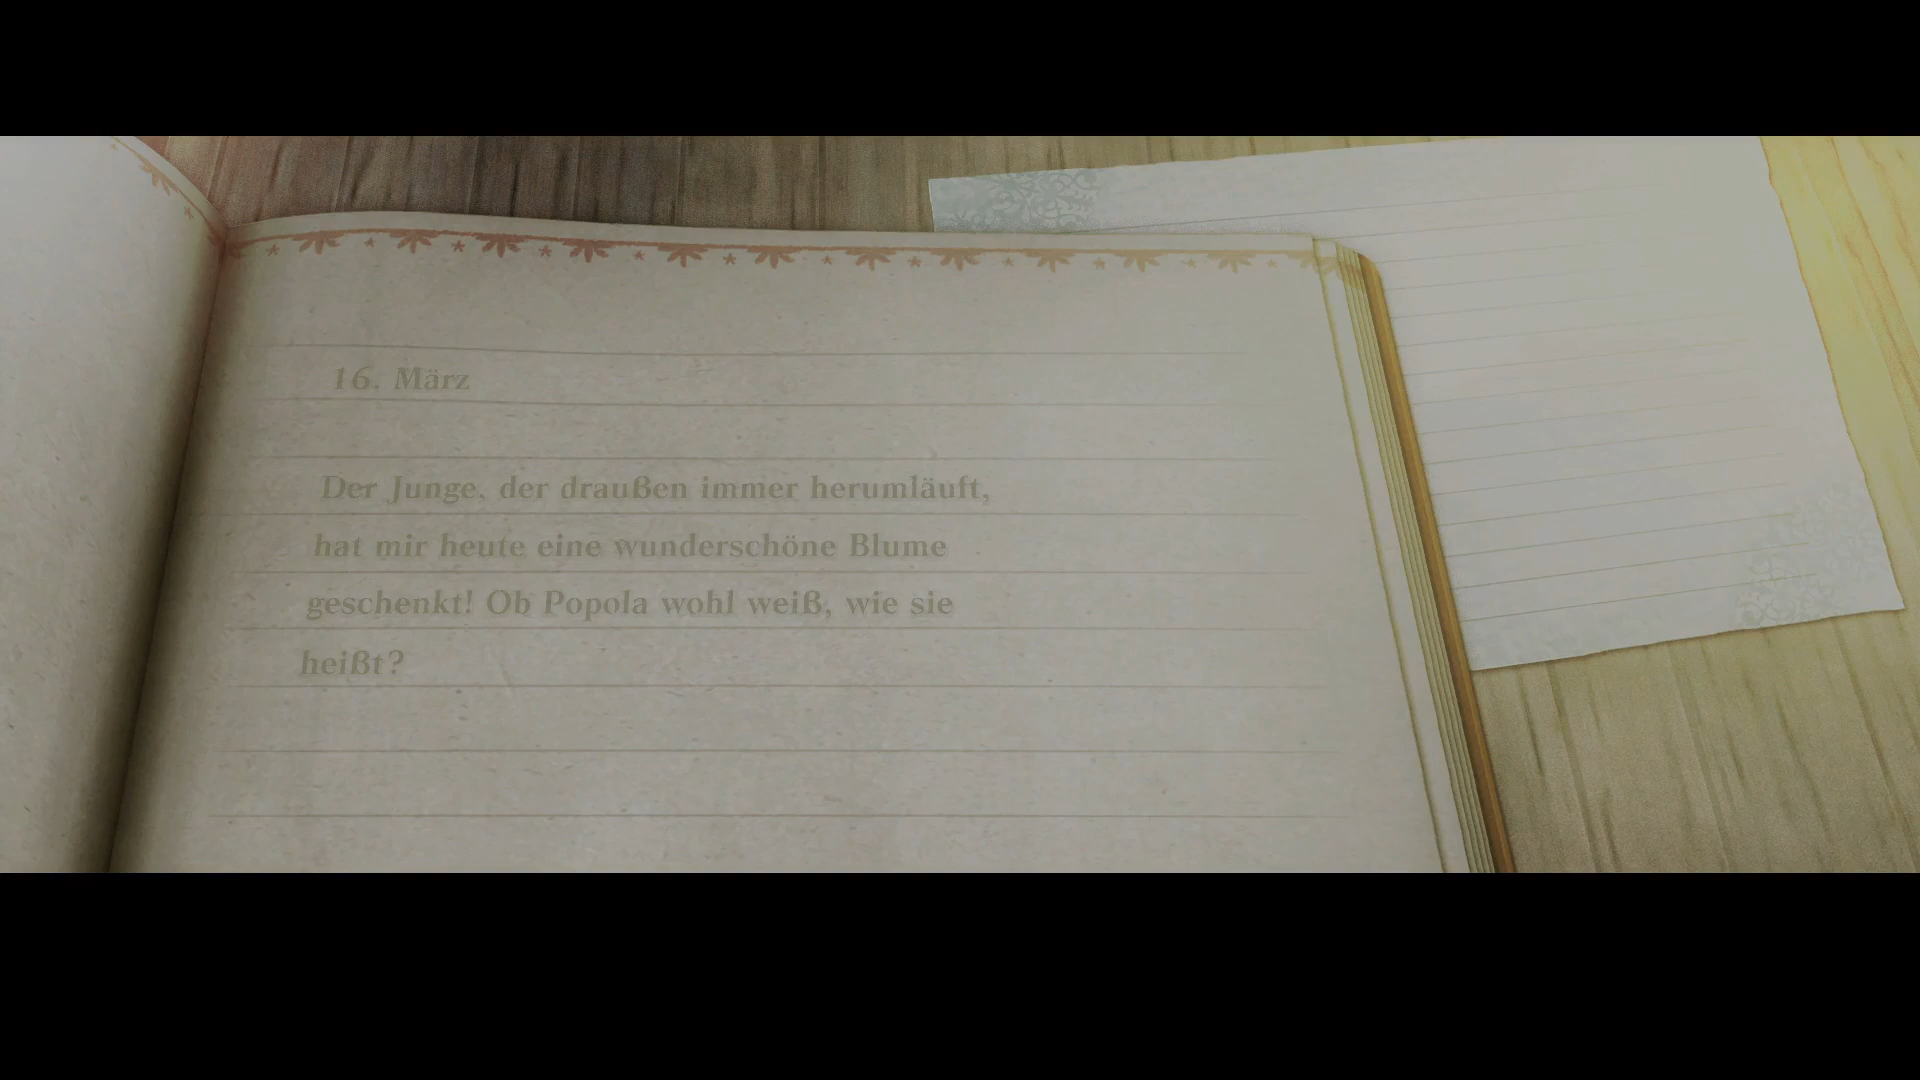 16. März
Der Junge, der draußen immer herumläuft,
hat mir heute eine wunderschöne Blume
geschenkt! Ob Popola wohl weiß, wie sie
heißt?